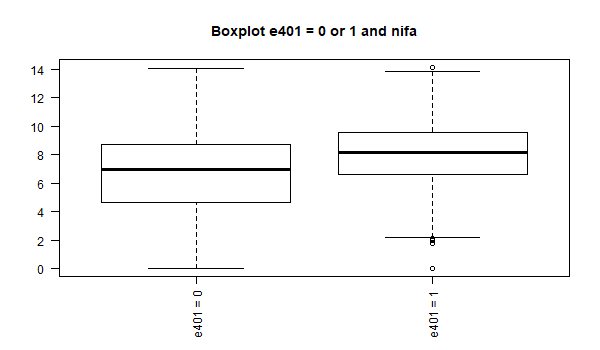 Boxplot e401 = 0 or 1 and nifa
14
12
10
8
6
4
2
0
e401 = 0
e401 = 1